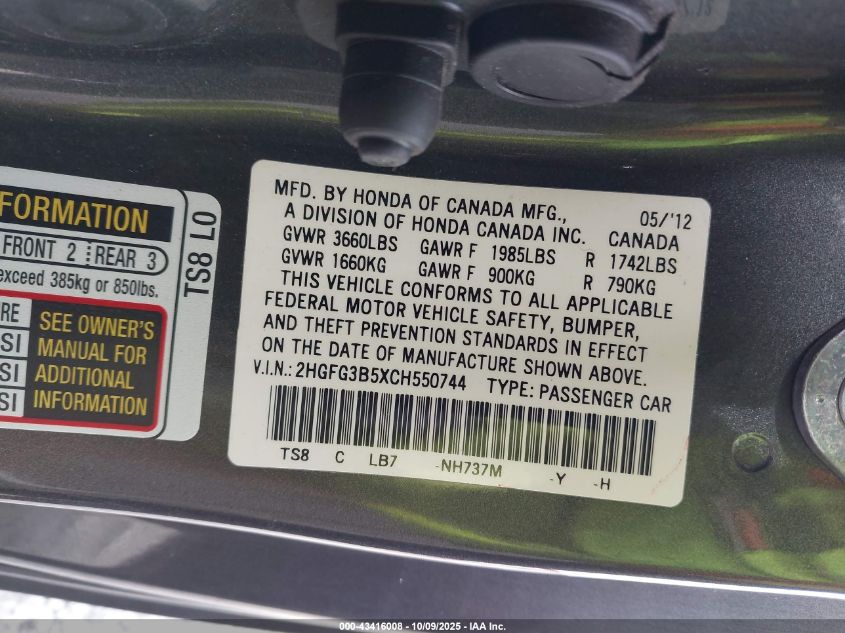 FORMATION
FRONT 2 REAR 3
exceed 385kg or 850lbs.
RE
SI
SI
SI
SEE OWNER'S
MANUAL FOR
ADDITIONAL
INFORMATION
TS8 L0
MFD. BY HONDA OF CANADA MFG., 05/'12
A DIVISION OF HONDA CANADA INC. CANADA
GVWR 3660LBS GAWR F 1985LBS R 1742LBS
GVWR 1660KG GAWR F 900KG R 790KG
THIS VEHICLE CONFORMS TO ALL APPLICABLE
FEDERAL MOTOR VEHICLE SAFETY, BUMPER,
AND THEFT PREVENTION STANDARDS IN EFFECT
ON THE DATE OF MANUFACTURE SHOWN ABOVE.
V.I.N.: 2HGFG3B5XCH550744 TYPE: PASSENGER CAR
TS8 C LB7 -NH737M -Y -H
000-43416008 - 10/09/2025 - IAA Inc.